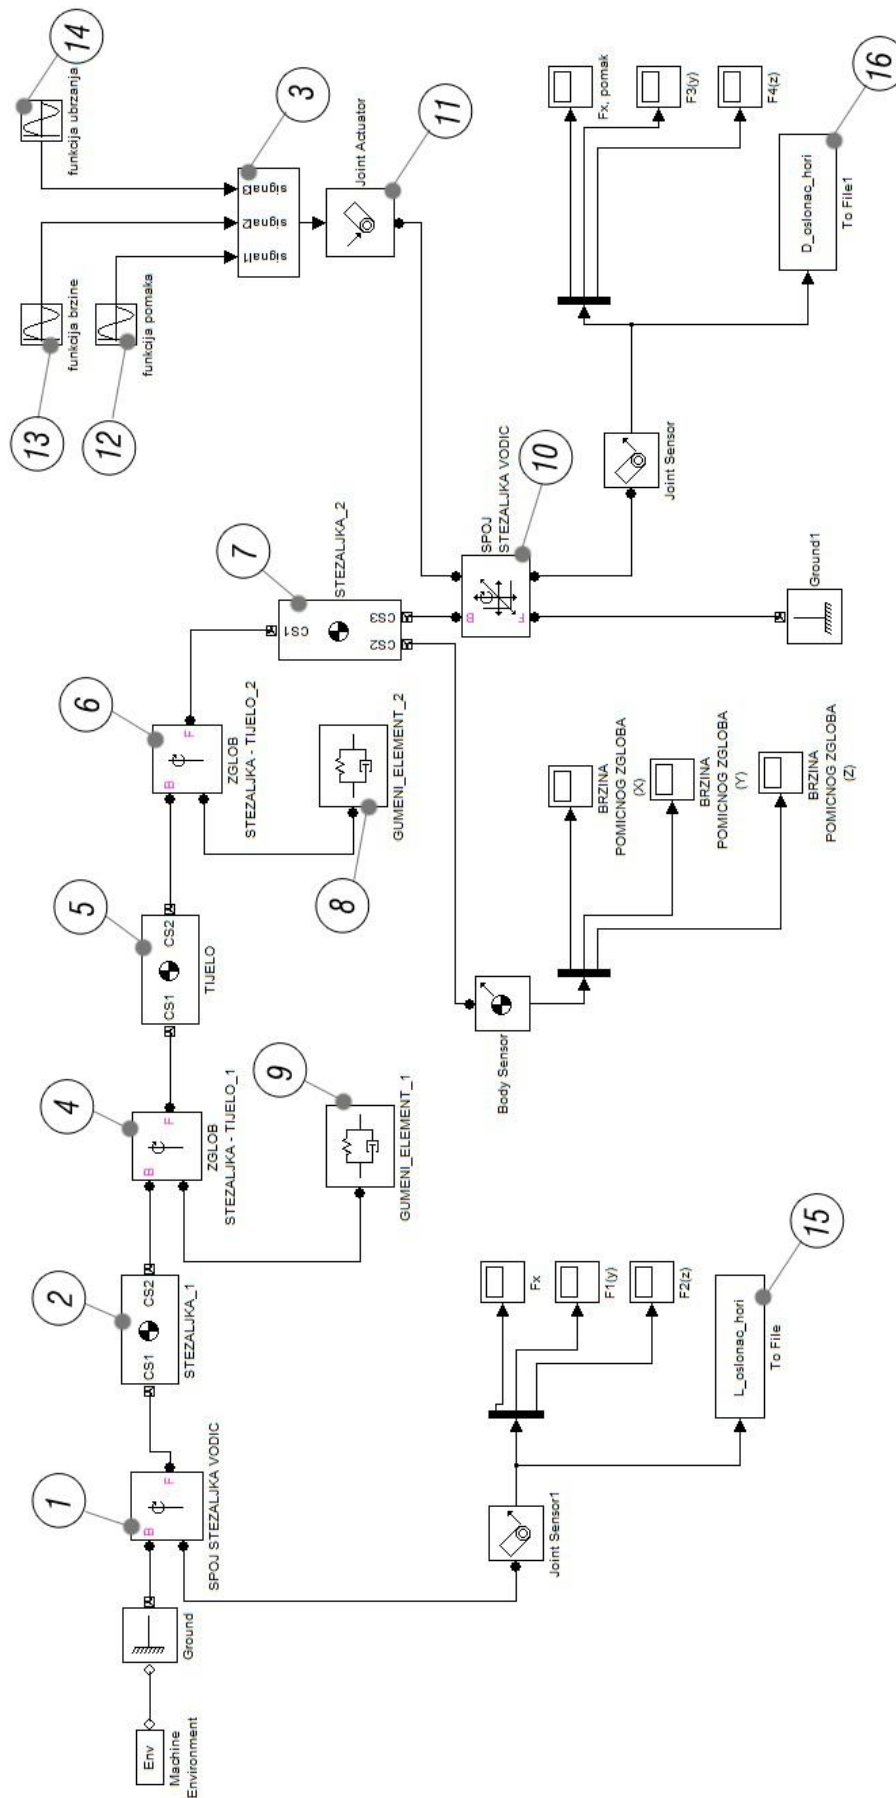 Env
Machine
Environment
Ground
1
B
F
SPOJ STEZALJKA VODIC
2
CS1
CS2
STEZALJKA_1
4
B
F
ZGLOB
STEZALJKA - TIJELO_1
9
GUMENI_ELEMENT_1
5
CS1
CS2
TIJELO
6
B
F
ZGLOB
STEZALJKA - TIJELO_2
8
GUMENI_ELEMENT_2
7
CS1
CS2
CS3
STEZALJKA_2
13
funkcija brzine
12
funkcija pomaka
14
funkcija ubrzanja
3
signal1
signal2
signal3
11
Joint Actuator
10
B
F
SPOJ
STEZALJKA VODIC
Ground1
Joint Sensor
Fx, pomak
F3(y)
F4(z)
16
D_oslonac_hori
To File1
Body Sensor
BRZINA
POMICNOG ZGLOBA
(X)
BRZINA
POMICNOG ZGLOBA
(Y)
BRZINA
POMICNOG ZGLOBA
(Z)
Joint Sensor1
Fx
F1(y)
F2(z)
15
L_oslonac_hori
To File